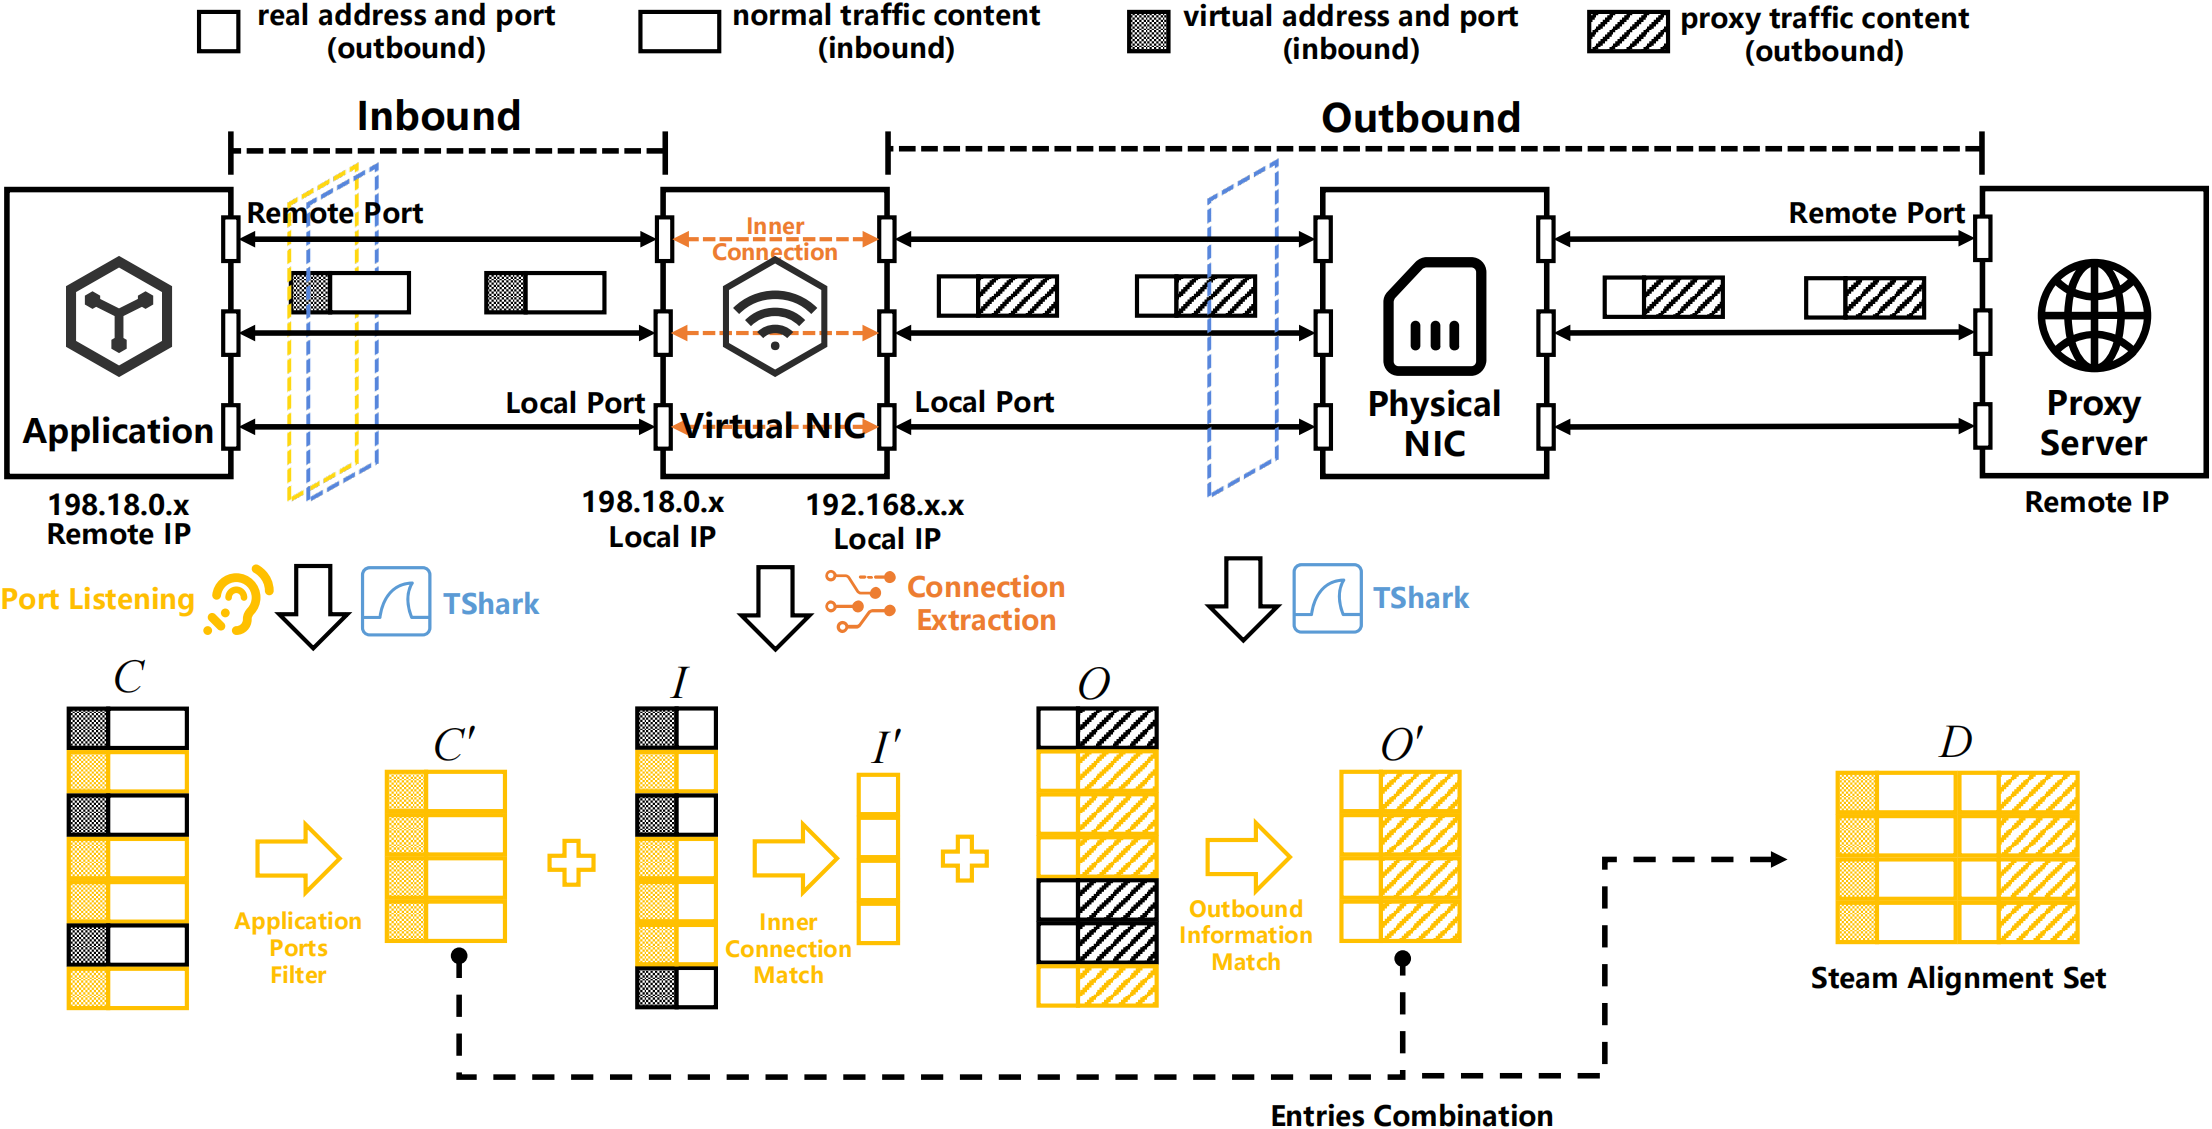 real address and port
(outbound)
normal traffic content
(inbound)
virtual address and port
(inbound)
proxy traffic content
(outbound)
Inbound
Outbound
Remote Port
Inner
Connection
Remote Port
Local Port
Local Port
Application
Virtual NIC
Physical
NIC
Proxy
Server
198.18.0.x
Remote IP
198.18.0.x
Local IP
192.168.x.x
Local IP
Remote IP
Port Listening
TShark
Connection
Extraction
TShark
C
C'
I
I'
O
O'
D
Application
Ports
Filter
Inner
Connection
Match
Outbound
Information
Match
Steam Alignment Set
Entries Combination